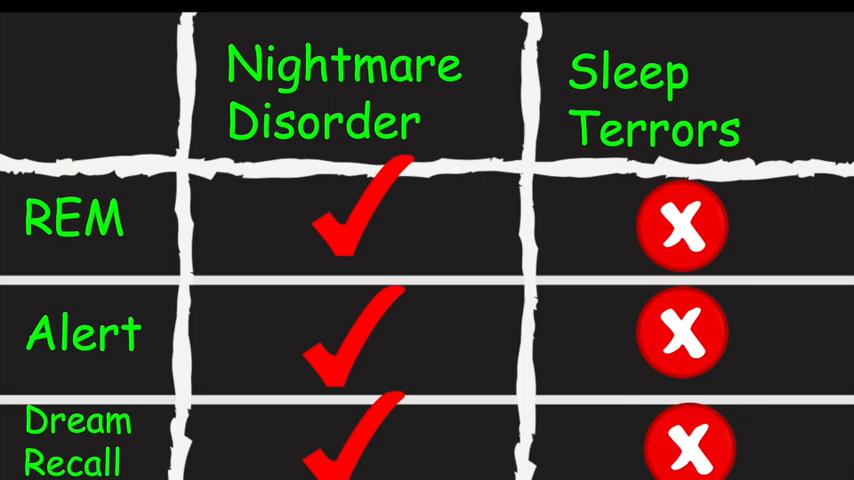 Nightmare
Disorder
Sleep
Terrors
REM
Alert
Dream
Recall